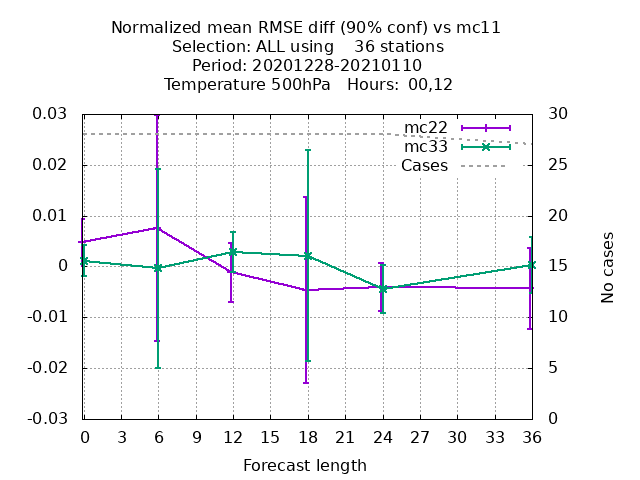 Normalized mean RMSE diff (90% conf) vs mc11
Selection: ALL using    36 stations
Period: 20201228-20210110
Temperature 500hPa   Hours: 00,12
mc22
mc33
Cases
0.03
0.02
0.01
0
-0.01
-0.02
-0.03
30
25
20
15
10
5
0
No cases
0 3 6 9 12 15 18 21 24 27 30 33 36
Forecast length